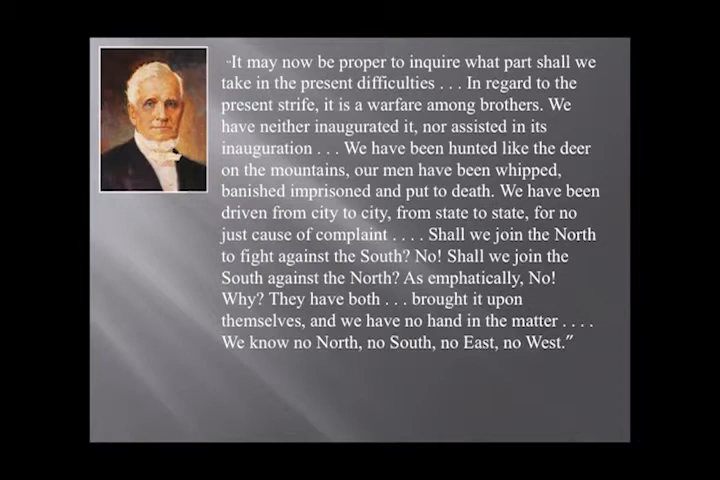 "It may now be proper to inquire what part shall we
take in the present difficulties . . . In regard to the
present strife, it is a warfare among brothers. We
have neither inaugurated it, nor assisted in its
inauguration . . . We have been hunted like the deer
on the mountains, our men have been whipped,
banished imprisoned and put to death. We have been
driven from city to city, from state to state, for no
just cause of complaint . . . . Shall we join the North
to fight against the South? No! Shall we join the
South against the North? As emphatically, No!
Why? They have both . . . brought it upon
themselves, and we have no hand in the matter . . . .
We know no North, no South, no East, no West."